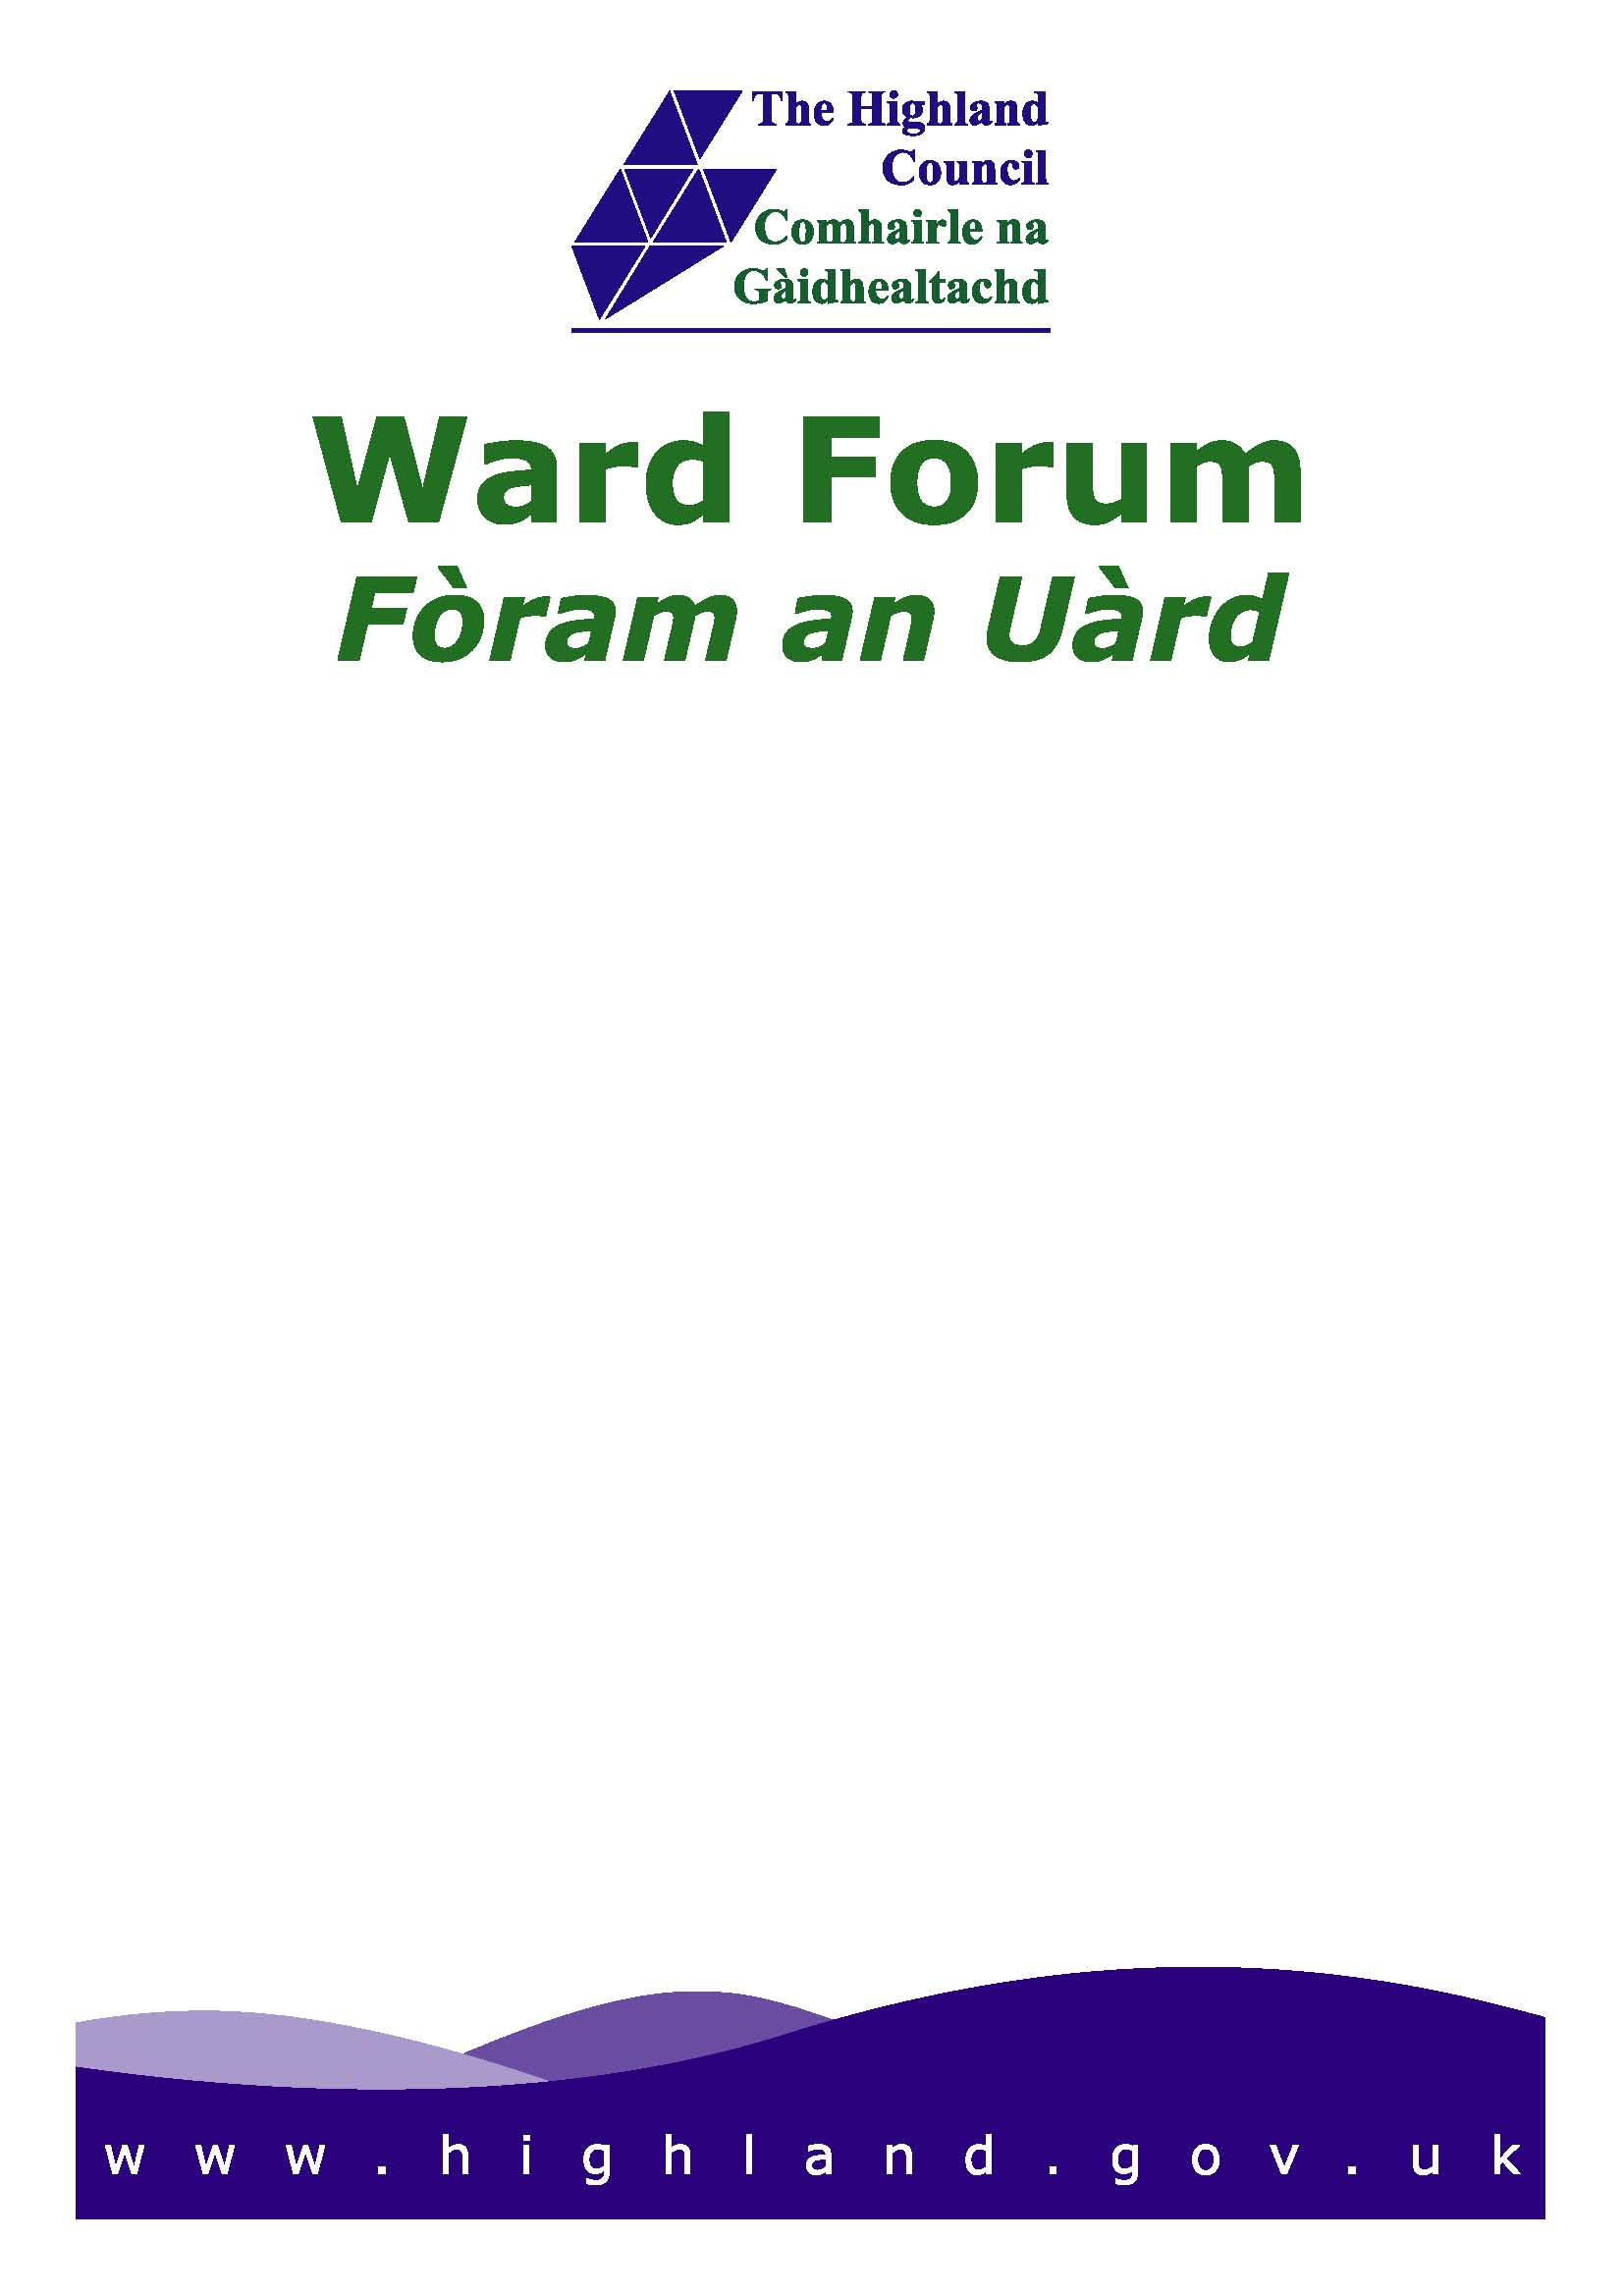 The Highland
Council
Comhairle na
Gàidhealtachd
Ward Forum
Fòram an Uàrd
www.highland.gov.uk